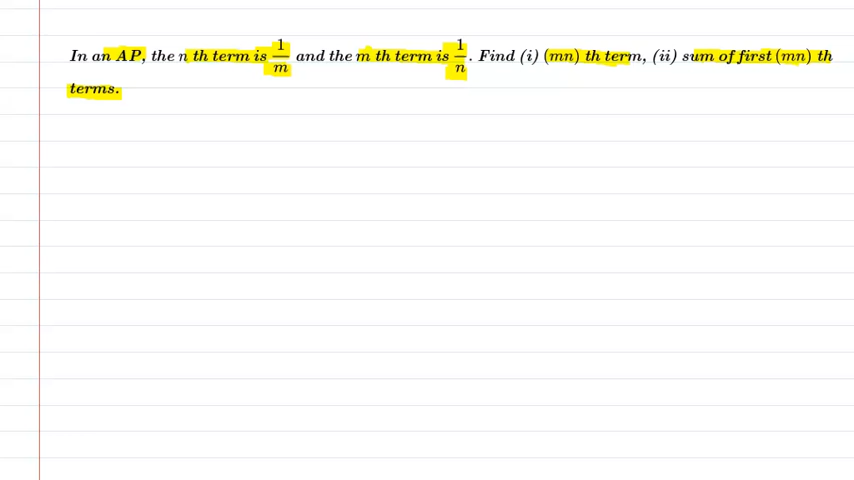 In an AP, the n th term is 1/m and the m th term is 1/n. Find (i) (mn) th term, (ii) sum of first (mn) th
terms.